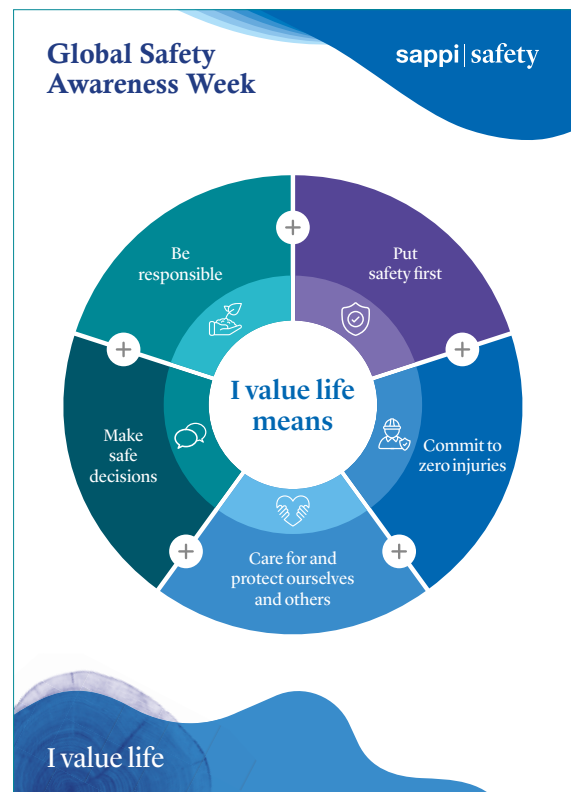 Global Safety
Awareness Week
sappi|safety
Be
responsible
Put
safety first
I value life
means
Make
safe
decisions
Commit to
zero injuries
Care for and
protect ourselves
and others
I value life